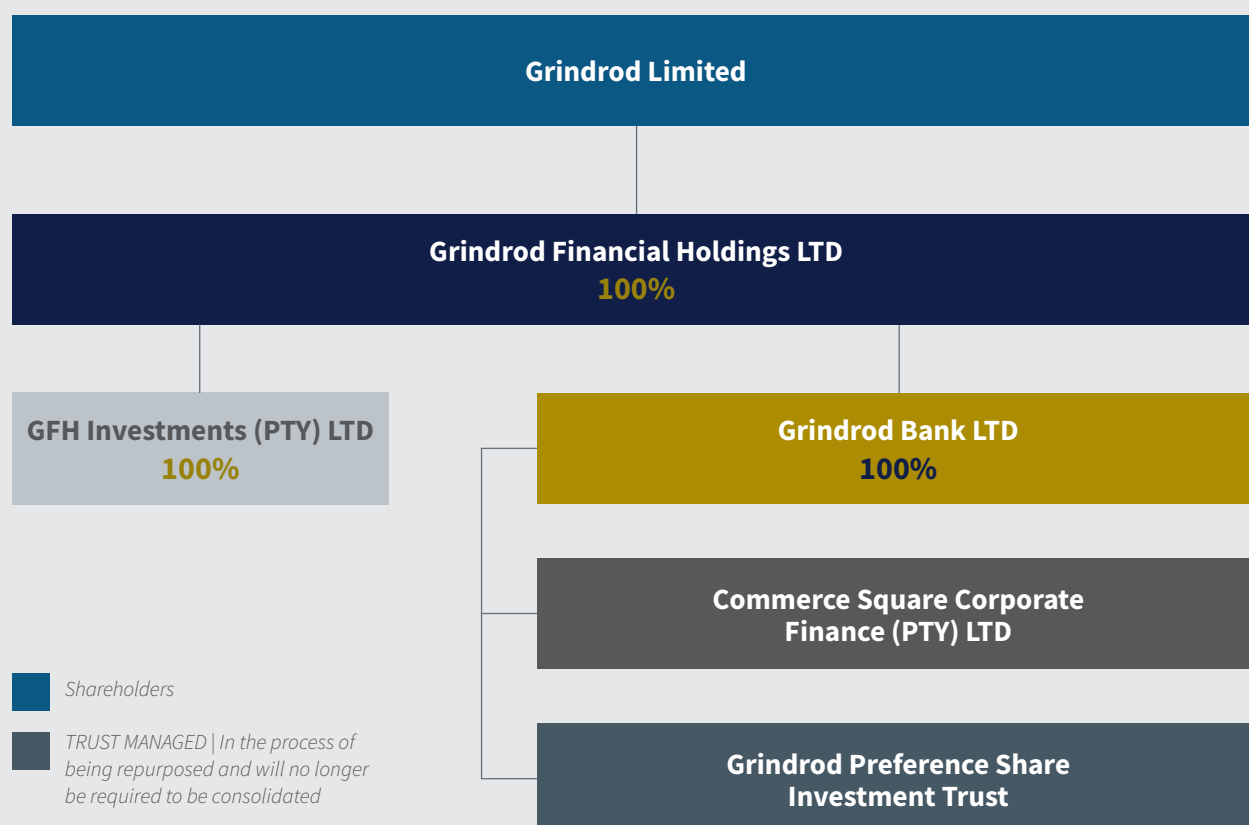 Grindrod Limited
Grindrod Financial Holdings LTD
100%
GFH Investments (PTY) LTD
100%
Grindrod Bank LTD
100%
Commerce Square Corporate
Finance (PTY) LTD
Shareholders
TRUST MANAGED | In the process of
being repurposed and will no longer
be required to be consolidated
Grindrod Preference Share
Investment Trust